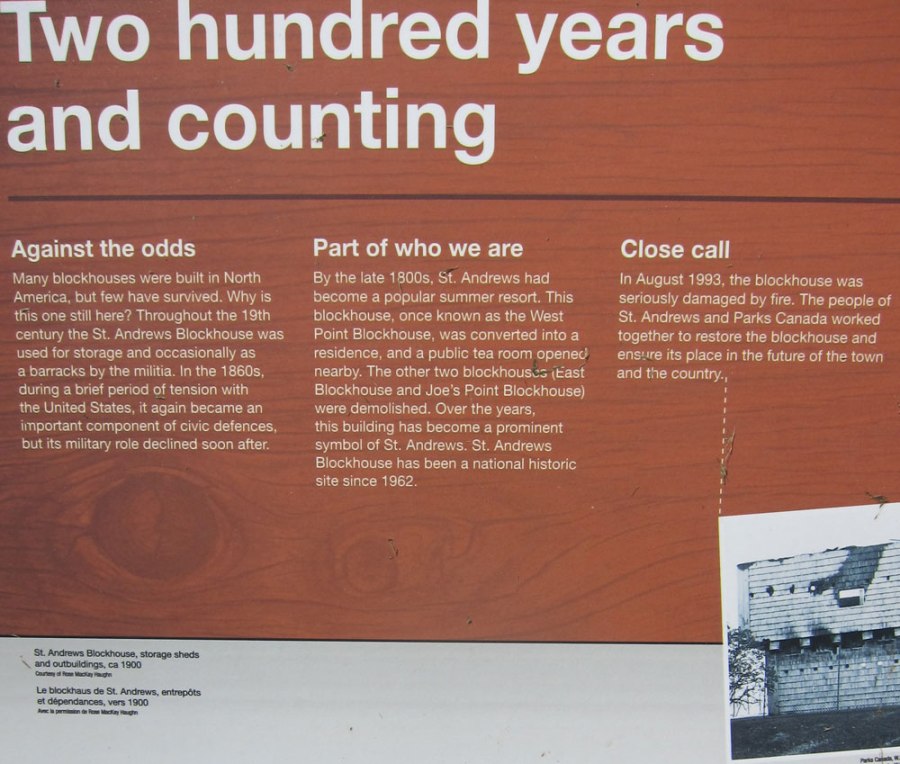 Two hundred years
and counting
Against the odds
Many blockhouses were built in North
America, but few have survived. Why is
this one still here? Throughout the 19th
century the St. Andrews Blockhouse was
used for storage and occasionally as
a barracks by the militia. In the 1860s,
during a brief period of tension with
the United States, it again became an
important component of civic defences,
but its military role declined soon after.
Part of who we are
By the late 1800s, St. Andrews had
become a popular summer resort. This
blockhouse, once known as the West
Point Blockhouse, was converted into a
residence, and a public tea room opened
nearby. The other two blockhouses (East
Blockhouse and Joe's Point Blockhouse)
were demolished. Over the years,
this building has become a prominent
symbol of St. Andrews. St. Andrews
Blockhouse has been a national historic
site since 1962.
Close call
In August 1993, the blockhouse was
seriously damaged by fire. The people of
St. Andrews and Parks Canada worked
together to restore the blockhouse and
ensure its place in the future of the town
and the country.
St. Andrews Blockhouse, storage sheds
and outbuildings, ca 1900
Courtesy of Rose MacKay Haughn
Le blockhaus de St. Andrews, entrepôts
et dépendances, vers 1900
Avec la permission de Rose MacKay Haughn
Parks Canada, W.